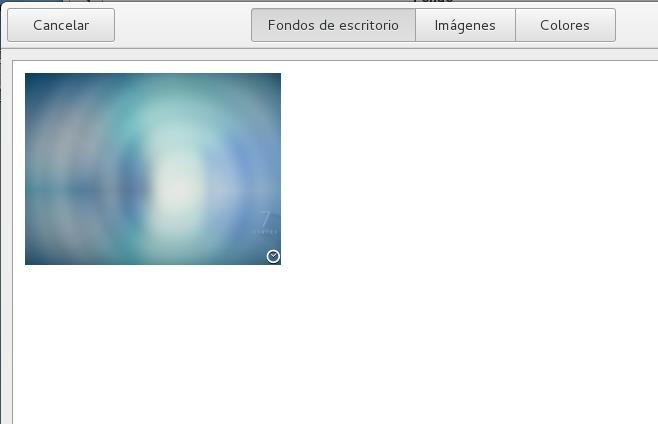 Cancelar
Fondos de escritorio
Imágenes
Colores
7